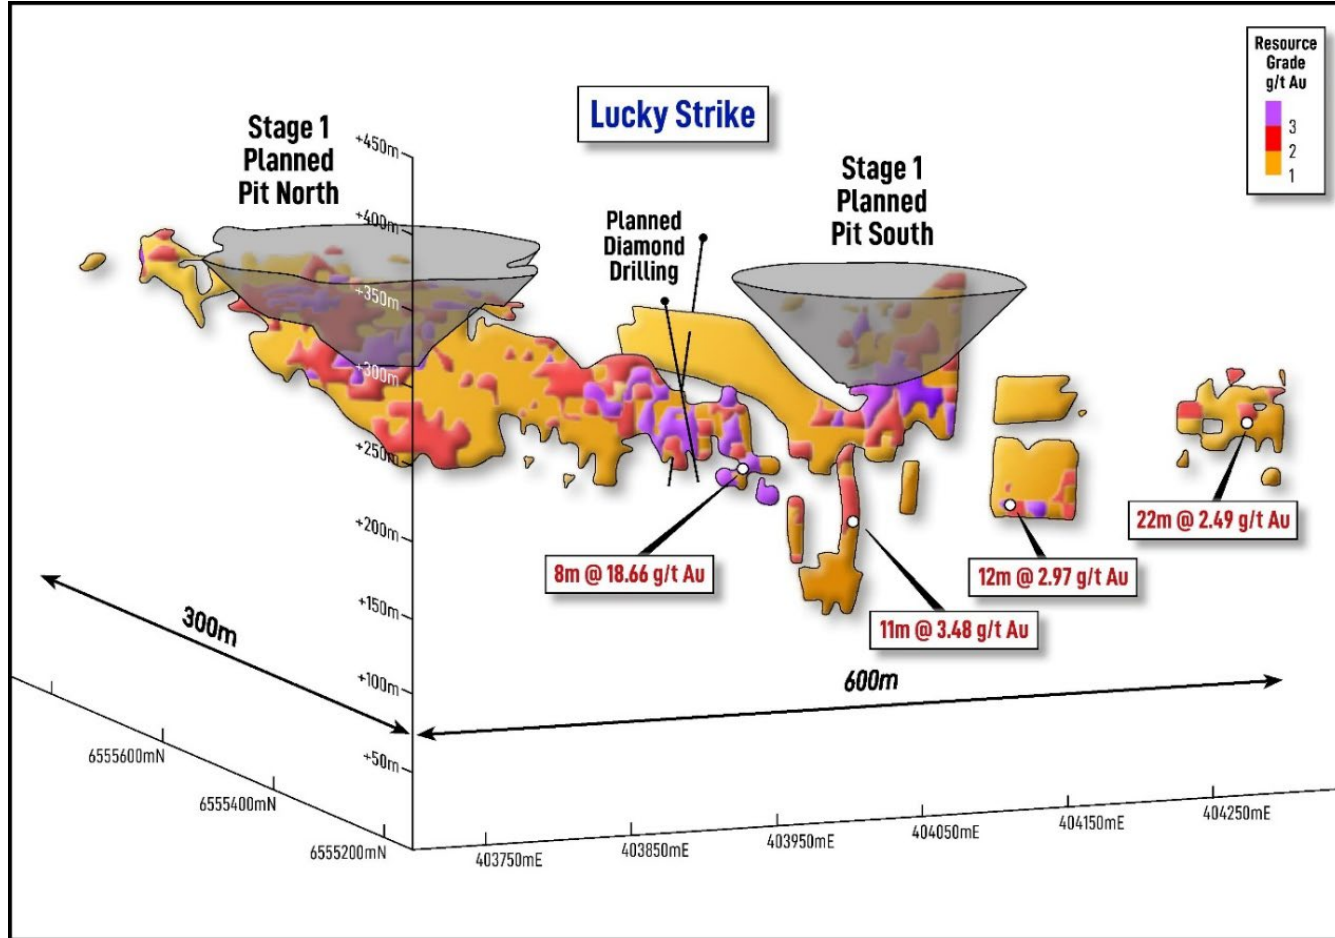 Resource
Grade
g/t Au
3
2
1
Lucky Strike
Stage 1
Planned
Pit North
Stage 1
Planned
Pit South
Planned
Diamond
Drilling
+450m
+400m
+350m
+300m
+250m
+200m
+150m
+100m
+50m
8m @ 18.66 g/t Au
11m @ 3.48 g/t Au
12m @ 2.97 g/t Au
22m @ 2.49 g/t Au
300m
600m
6555600mN
6555400mN
6555200mN
403750mE
403850mE
403950mE
404050mE
404150mE
404250mE